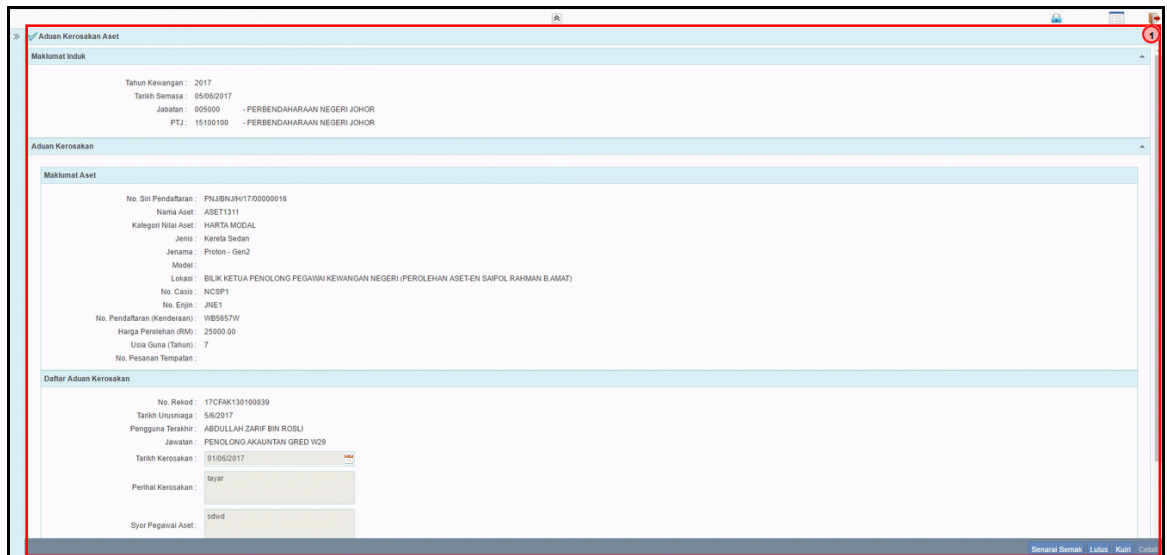 Aduan Kerosakan Aset
1
Maklumat Induk
Tahun Kewangan : 2017
Tarikh Semasa : 05/06/2017
Jabatan : 005000 - PERBENDAHARAAN NEGERI JOHOR
PTJ : 15100100 - PERBENDAHARAAN NEGERI JOHOR
Aduan Kerosakan
Maklumat Aset
No. Siri Pendaftaran : PNJ/BNJ/H/17/00000016
Nama Aset : ASET1311
Kategori Nilai Aset : HARTA MODAL
Jenis : Kereta Sedan
Jenama : Proton - Gen2
Model :
Lokasi : BILIK KETUA PENOLONG PEGAWAI KEWANGAN NEGERI (PEROLEHAN ASET-EN SAIPOL RAHMAN B.AMAT)
No. Casis : NCSP1
No. Enjin : JNE1
No. Pendaftaran (Kenderaan) : WB5657W
Harga Perolehan (RM) : 25000.00
Usia Guna (Tahun) : 7
No. Pesanan Tempatan :
Daftar Aduan Kerosakan
No. Rekod : 17CFAK130100039
Tarikh Urusniaga : 5/6/2017
Pengguna Terakhir : ABDULLAH ZARIF BIN ROSLI
Jawatan : PENOLONG AKAUNTAN GRED W29
Tarikh Kerosakan : 01/06/2017
Perihal Kerosakan : tayar
Syor Pegawai Aset : sdwd
Senarai Semak Lulus Kuiri Cetak